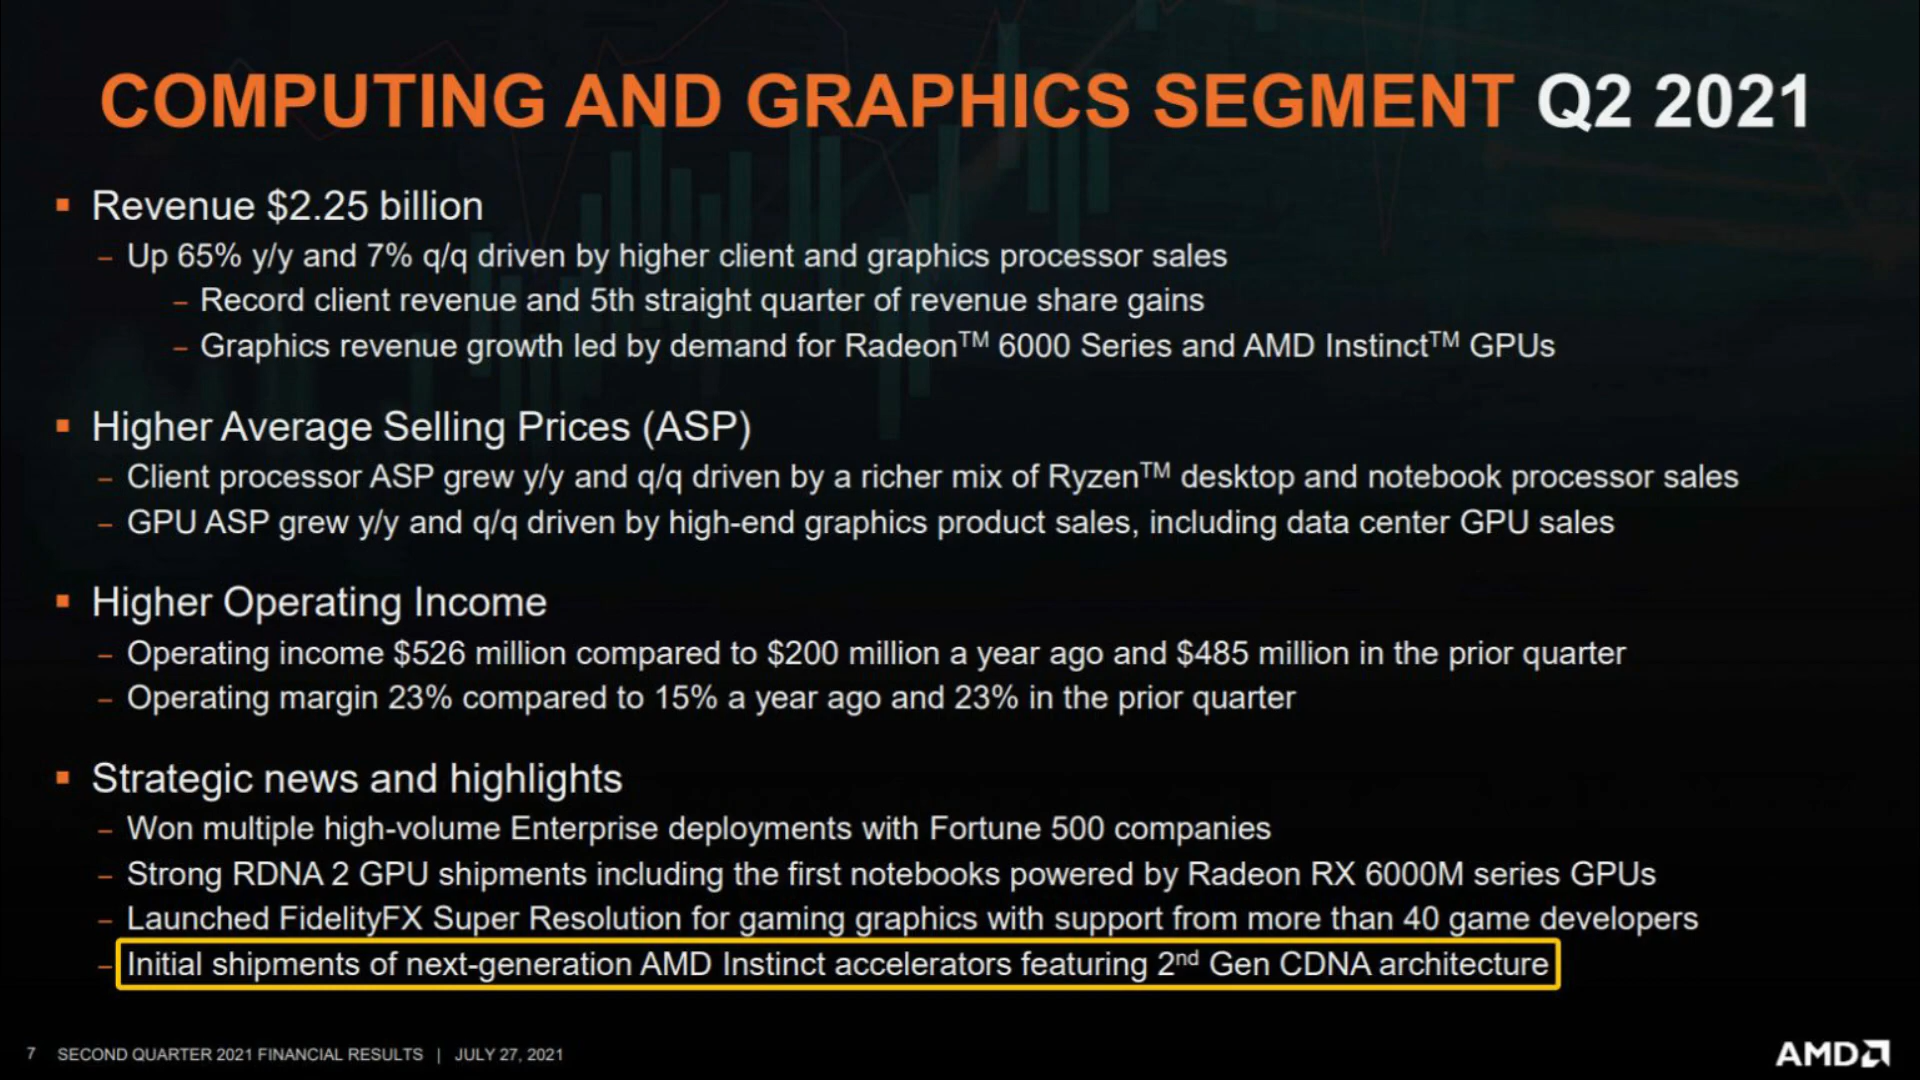 COMPUTING AND GRAPHICS SEGMENT Q2 2021
▪ Revenue $2.25 billion
– Up 65% y/y and 7% q/q driven by higher client and graphics processor sales
– Record client revenue and 5th straight quarter of revenue share gains
– Graphics revenue growth led by demand for Radeon™ 6000 Series and AMD Instinct™ GPUs
▪ Higher Average Selling Prices (ASP)
– Client processor ASP grew y/y and q/q driven by a richer mix of Ryzen™ desktop and notebook processor sales
– GPU ASP grew y/y and q/q driven by high-end graphics product sales, including data center GPU sales
▪ Higher Operating Income
– Operating income $526 million compared to $200 million a year ago and $485 million in the prior quarter
– Operating margin 23% compared to 15% a year ago and 23% in the prior quarter
▪ Strategic news and highlights
– Won multiple high-volume Enterprise deployments with Fortune 500 companies
– Strong RDNA 2 GPU shipments including the first notebooks powered by Radeon RX 6000M series GPUs
– Launched FidelityFX Super Resolution for gaming graphics with support from more than 40 game developers
– Initial shipments of next-generation AMD Instinct accelerators featuring 2nd Gen CDNA architecture
7 SECOND QUARTER 2021 FINANCIAL RESULTS | JULY 27, 2021
AMD